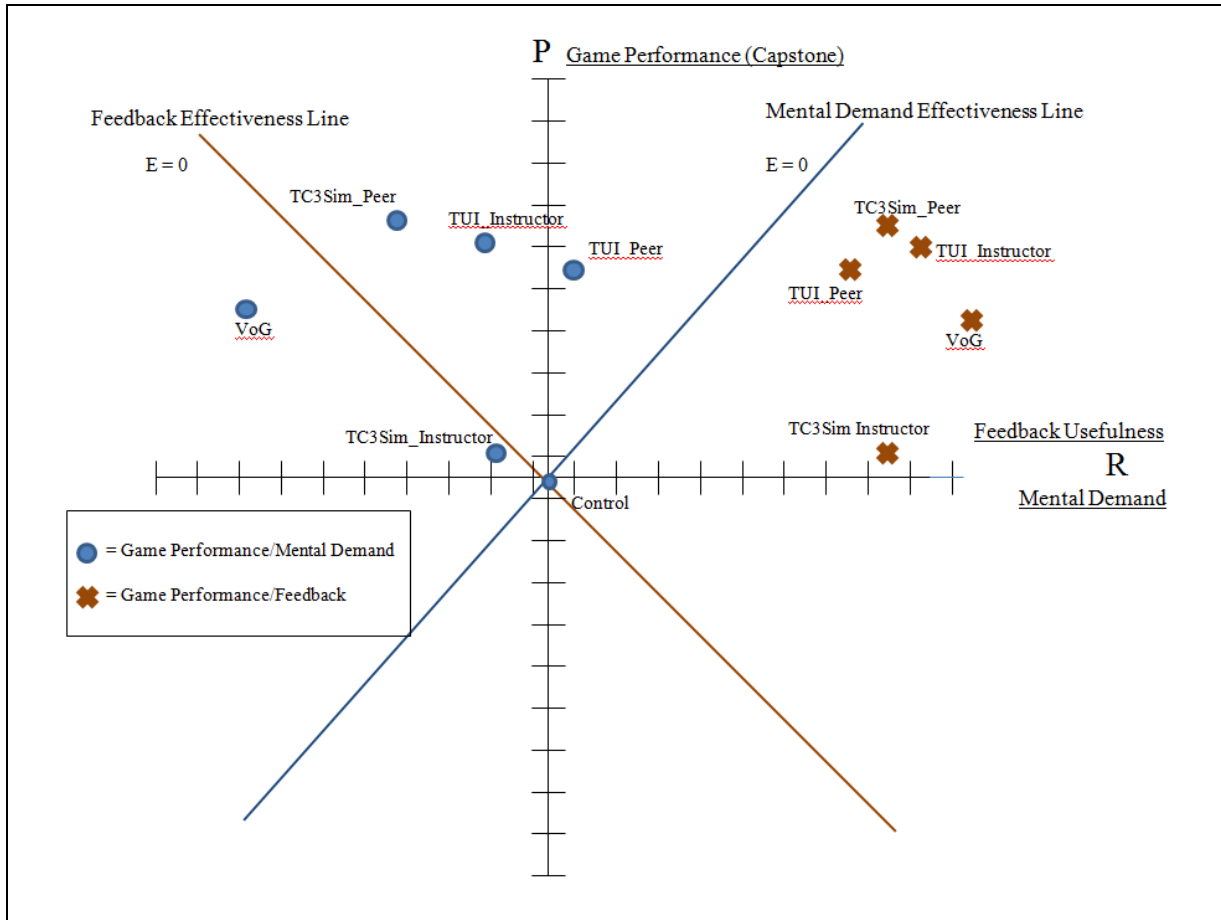 P Game Performance (Capstone)
Feedback Effectiveness Line
Mental Demand Effectiveness Line
E = 0
E = 0
TC3Sim_Peer
TC3Sim_Peer
TUI_Instructor
TUI_Peer
TUI_Instructor
TUI_Peer
VoG
VoG
TC3Sim_Instructor
TC3Sim Instructor
Feedback Usefulness
R
Mental Demand
Control
= Game Performance/Mental Demand
= Game Performance/Feedback